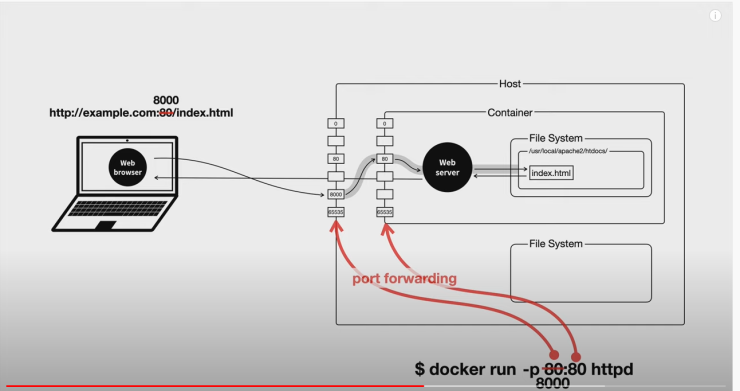 8000
http://example.com:80/index.html
Web
browser
Host
0
80
8000
65535
Container
0
80
65535
Web
server
File System
/usr/local/apache2/htdocs/
index.html
File System
port forwarding
$ docker run -p 80:80 httpd
8000